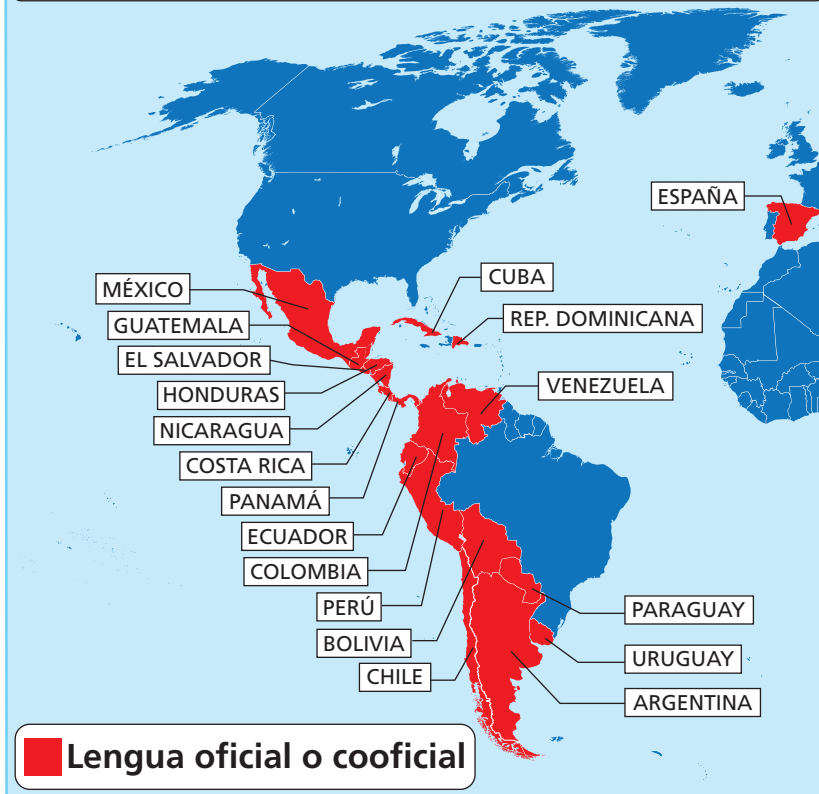 ESPAÑA
CUBA
MÉXICO
REP. DOMINICANA
GUATEMALA
EL SALVADOR
VENEZUELA
HONDURAS
NICARAGUA
COSTA RICA
PANAMÁ
ECUADOR
COLOMBIA
PERÚ
PARAGUAY
BOLIVIA
URUGUAY
CHILE
ARGENTINA
Lengua oficial o cooficial